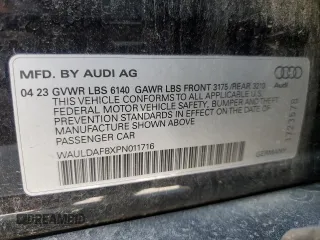 MFD. BY AUDI AG
04 23 GVWR LBS 6140 GAWR LBS FRONT 3175 /REAR 3210
THIS VEHICLE CONFORMS TO ALL APPLICABLE U.S.
FEDERAL MOTOR VEHICLE SAFETY, BUMPER AND THEFT
PREVENTION STANDARDS IN EFFECT ON THE
DATE OF MANUFACTURE SHOWN ABOVE.
PASSENGER CAR
Audi
WAULDAF8XPN011716
DREAMBID